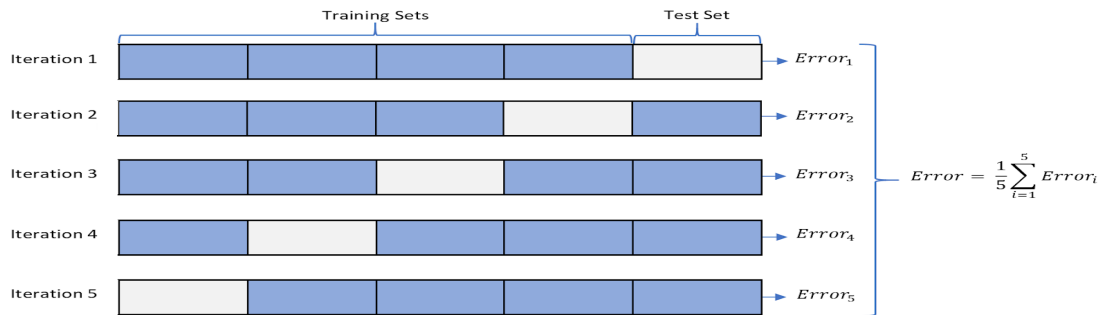 Training Sets
Test Set
Iteration 1
Error₁
Iteration 2
Error₂
Iteration 3
Error₃
Iteration 4
Error₄
Iteration 5
Error₅
Error = 1/5 ∑ᵢ₌₁⁵ Errorᵢ